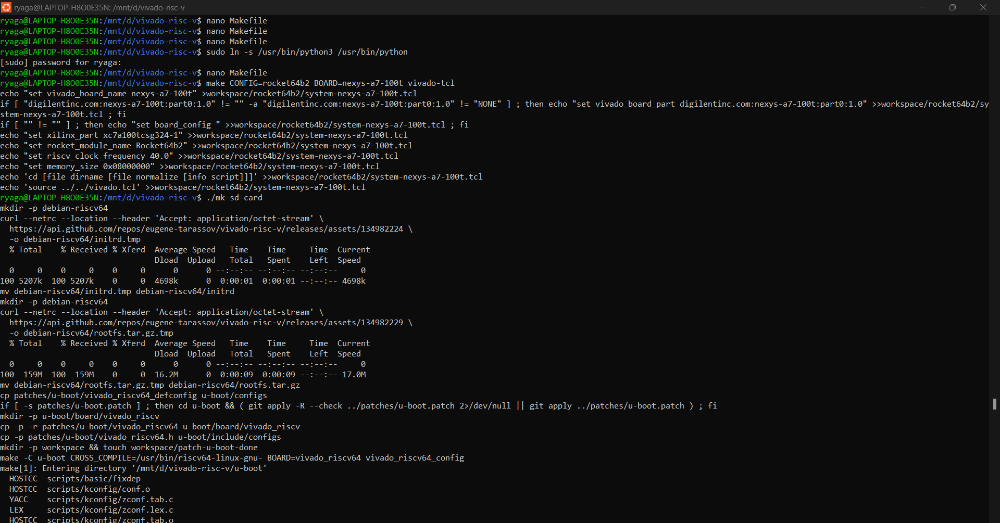 ryaga@LAPTOP-H8O0E35N: /mnt/d/vivado-risc-v
ryaga@LAPTOP-H8O0E35N:/mnt/d/vivado-risc-v$ nano Makefile
ryaga@LAPTOP-H8O0E35N:/mnt/d/vivado-risc-v$ nano Makefile
ryaga@LAPTOP-H8O0E35N:/mnt/d/vivado-risc-v$ nano Makefile
ryaga@LAPTOP-H8O0E35N:/mnt/d/vivado-risc-v$ sudo ln -s /usr/bin/python3 /usr/bin/python
[sudo] password for ryaga:
ryaga@LAPTOP-H8O0E35N:/mnt/d/vivado-risc-v$ nano Makefile
ryaga@LAPTOP-H8O0E35N:/mnt/d/vivado-risc-v$ make CONFIG=rocket64b2 BOARD=nexys-a7-100t vivado-tcl
echo "set vivado_board_name nexys-a7-100t" >workspace/rocket64b2/system-nexys-a7-100t.tcl
if [ "digilentinc.com:nexys-a7-100t:part0:1.0" != "" -a "digilentinc.com:nexys-a7-100t:part0:1.0" != "NONE" ] ; then echo "set vivado_board_part digilentinc.com:nexys-a7-100t:part0:1.0" >>workspace/rocket64b2/sy
stem-nexys-a7-100t.tcl ; fi
if [ "" != "" ] ; then echo "set board_config " >>workspace/rocket64b2/system-nexys-a7-100t.tcl ; fi
echo "set xilinx_part xc7a100tcsg324-1" >>workspace/rocket64b2/system-nexys-a7-100t.tcl
echo "set rocket_module_name Rocket64b2" >>workspace/rocket64b2/system-nexys-a7-100t.tcl
echo "set riscv_clock_frequency 40.0" >>workspace/rocket64b2/system-nexys-a7-100t.tcl
echo "set memory_size 0x08000000" >>workspace/rocket64b2/system-nexys-a7-100t.tcl
echo 'cd [file dirname [file normalize [info script]]]' >>workspace/rocket64b2/system-nexys-a7-100t.tcl
echo 'source ../../vivado.tcl' >>workspace/rocket64b2/system-nexys-a7-100t.tcl
ryaga@LAPTOP-H8O0E35N:/mnt/d/vivado-risc-v$ ./mk-sd-card
mkdir -p debian-riscv64
curl --netrc --location --header 'Accept: application/octet-stream' \
  https://api.github.com/repos/eugene-tarassov/vivado-risc-v/releases/assets/134982224 \
  -o debian-riscv64/initrd.tmp
  % Total    % Received % Xferd  Average Speed   Time    Time     Time  Current
                                 Dload  Upload   Total   Spent    Left  Speed
  0     0    0     0    0     0      0      0 --:--:-- --:--:-- --:--:--     0
100 5207k  100 5207k    0     0  4698k      0  0:00:01  0:00:01 --:--:-- 4698k
mv debian-riscv64/initrd.tmp debian-riscv64/initrd
mkdir -p debian-riscv64
curl --netrc --location --header 'Accept: application/octet-stream' \
  https://api.github.com/repos/eugene-tarassov/vivado-risc-v/releases/assets/134982229 \
  -o debian-riscv64/rootfs.tar.gz.tmp
  % Total    % Received % Xferd  Average Speed   Time    Time     Time  Current
                                 Dload  Upload   Total   Spent    Left  Speed
  0     0    0     0    0     0      0      0 --:--:-- --:--:-- --:--:--     0
100  159M  100  159M    0     0  16.2M      0  0:00:09  0:00:09 --:--:-- 17.0M
mv debian-riscv64/rootfs.tar.gz.tmp debian-riscv64/rootfs.tar.gz
cp patches/u-boot/vivado_riscv64_defconfig u-boot/configs
if [ -s patches/u-boot.patch ] ; then cd u-boot && ( git apply -R --check ../patches/u-boot.patch 2>/dev/null || git apply ../patches/u-boot.patch ) ; fi
mkdir -p u-boot/board/vivado_riscv
cp -p -r patches/u-boot/vivado_riscv64 u-boot/board/vivado_riscv
cp -p patches/u-boot/vivado_riscv64.h u-boot/include/configs
mkdir -p workspace && touch workspace/patch-u-boot-done
make -C u-boot CROSS_COMPILE=/usr/bin/riscv64-linux-gnu- BOARD=vivado_riscv64 vivado_riscv64_config
make[1]: Entering directory '/mnt/d/vivado-risc-v/u-boot'
  HOSTCC  scripts/basic/fixdep
  HOSTCC  scripts/kconfig/conf.o
  YACC    scripts/kconfig/zconf.tab.c
  LEX     scripts/kconfig/zconf.lex.c
  HOSTCC  scripts/kconfig/zconf.tab.o